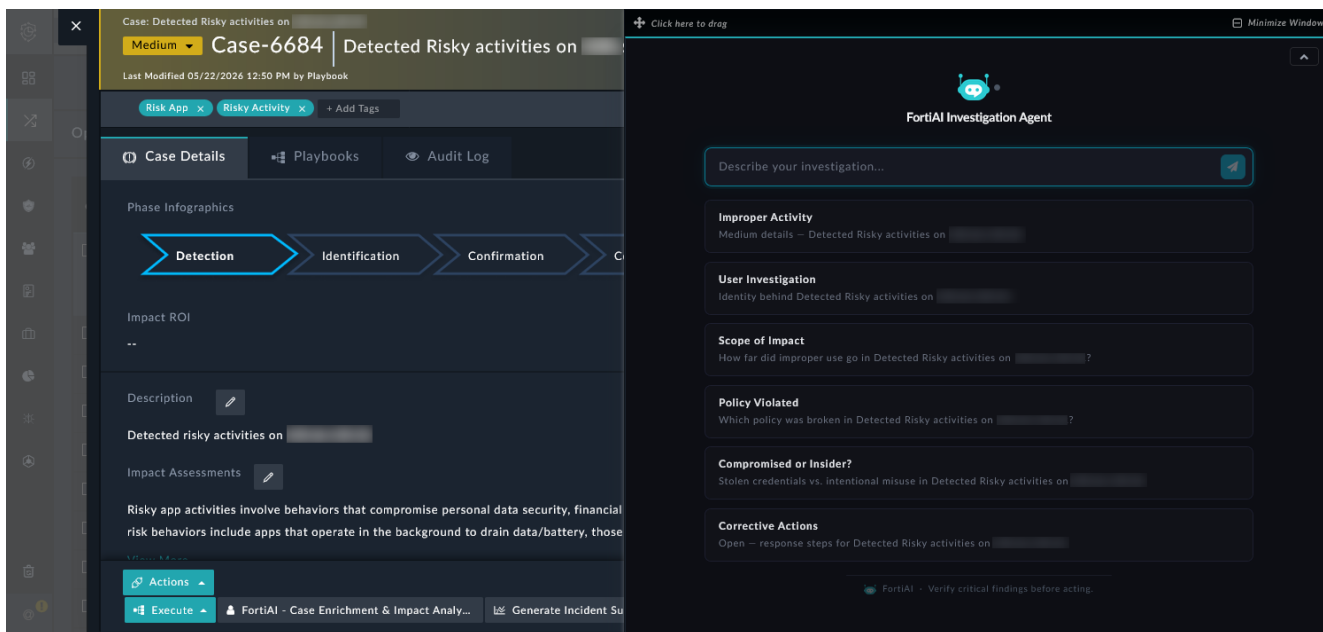 Case: Detected Risky activities on
Medium
Case-6684
Detected Risky activities on
Last Modified 05/22/2026 12:50 PM by Playbook
Risk App ×
Risky Activity ×
+ Add Tags
Case Details
Playbooks
Audit Log
Phase Infographics
Detection
Identification
Confirmation
Impact ROI
--
Description
Detected risky activities on
Impact Assessments
Risky app activities involve behaviors that compromise personal data security, financial
risk behaviors include apps that operate in the background to drain data/battery, those
View More
Actions
Execute
FortiAI - Case Enrichment & Impact Analy...
Generate Incident Su
Click here to drag
Minimize Window
FortiAI Investigation Agent
Describe your investigation...
Improper Activity
Medium details — Detected Risky activities on
User Investigation
Identity behind Detected Risky activities on
Scope of Impact
How far did improper use go in Detected Risky activities on ?
Policy Violated
Which policy was broken in Detected Risky activities on ?
Compromised or Insider?
Stolen credentials vs. intentional misuse in Detected Risky activities on
Corrective Actions
Open — response steps for Detected Risky activities on
FortiAI - Verify critical findings before acting.